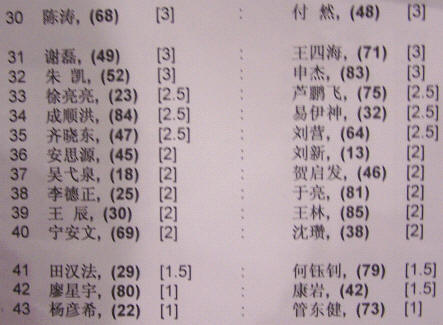 30 陈涛, (68) [3] : 付 然, (48) [3]
31 谢磊, (49) [3] : 王四海, (71) [3]
32 朱 凯, (52) [3] : 申杰, (83) [3]
33 徐亮亮, (23) [2.5] : 芦鹏飞, (75) [2.5]
34 成顺洪, (84) [2.5] : 易伊神, (32) [2.5]
35 齐晓东, (47) [2.5] : 刘营, (64) [2.5]
36 安思源, (45) [2] : 刘新, (13) [2]
37 吴弋泉, (18) [2] : 贺启发, (46) [2]
38 李德正, (25) [2] : 于亮, (81) [2]
39 王 辰, (30) [2] : 王林, (85) [2]
40 宁安文, (69) [2] : 沈瓒, (38) [2]
41 田汉法, (29) [1.5] : 何钰钊, (79) [1.5]
42 廖星宇, (80) [1] : 康岩, (42) [1.5]
43 杨彦希, (22) [1] : 管东健, (73) [1]